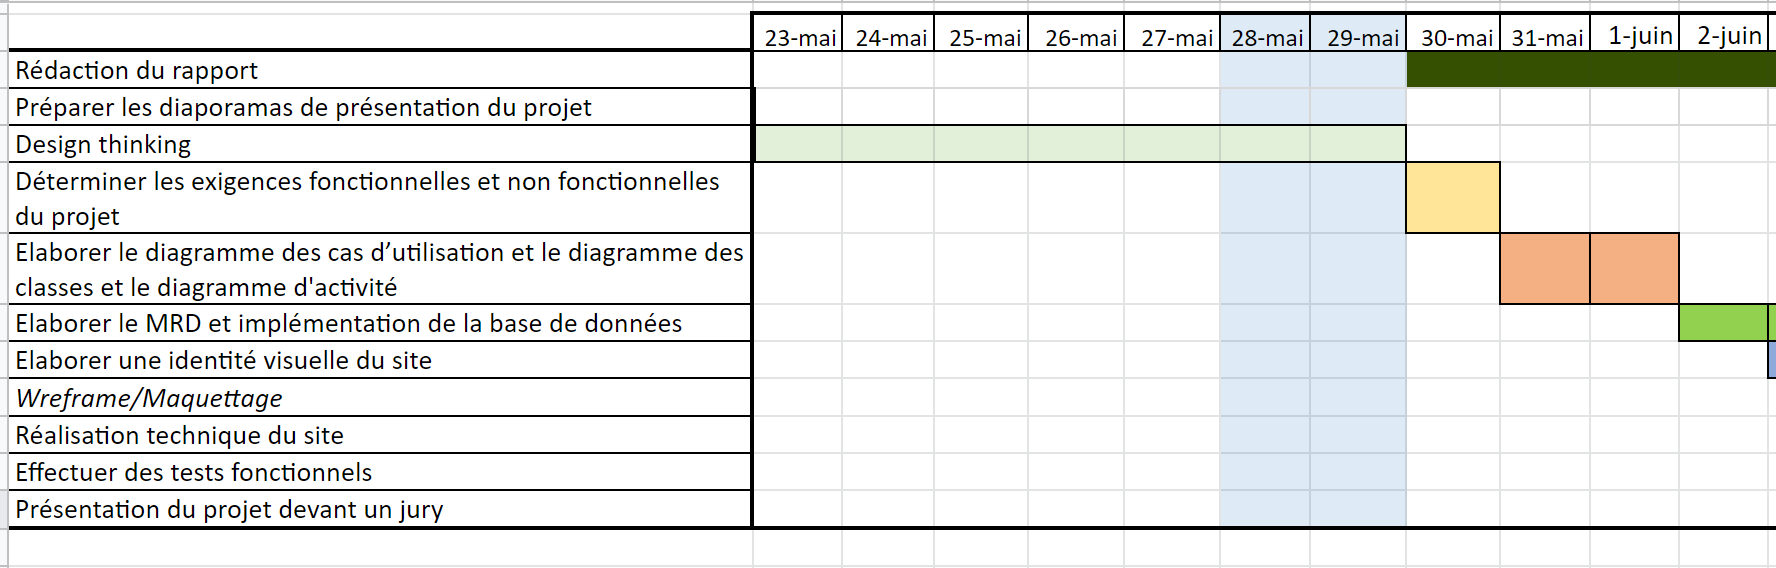 23-mai 24-mai 25-mai 26-mai 27-mai 28-mai 29-mai 30-mai 31-mai 1-juin 2-juin
Rédaction du rapport
Préparer les diaporamas de présentation du projet
Design thinking
Déterminer les exigences fonctionnelles et non fonctionnelles
du projet
Elaborer le diagramme des cas d’utilisation et le diagramme des
classes et le diagramme d'activité
Elaborer le MRD et implémentation de la base de données
Elaborer une identité visuelle du site
Wreframe/Maquettage
Réalisation technique du site
Effectuer des tests fonctionnels
Présentation du projet devant un jury